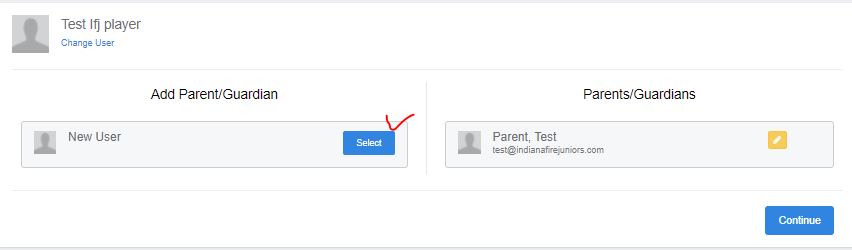 Test Ifj player
Change User
Add Parent/Guardian
New User
Select
Parents/Guardians
Parent, Test
test@indianafirejuniors.com
Continue